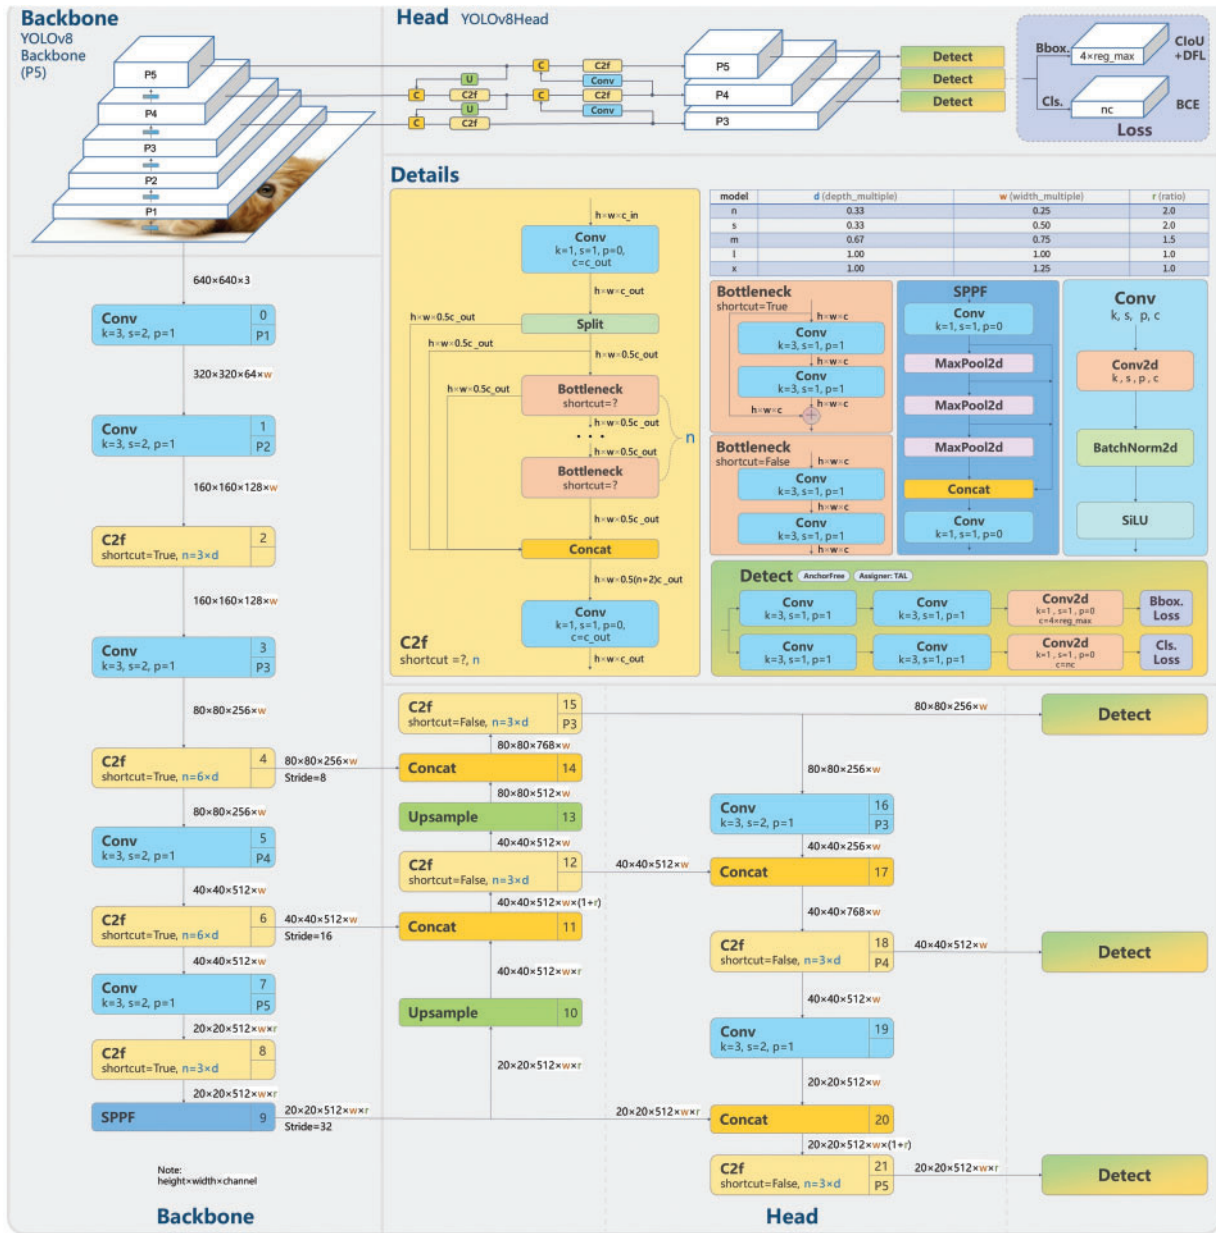 Backbone
YOLOv8
Backbone
(P5)
P5
P4
P3
P2
P1
Head YOLOv8Head
U
C
C2f
C
C2f
Conv
C
C2f
U
C
C2f
Conv
C
C2f
P5
P4
P3
Detect
Detect
Detect
Bbox.
4×reg_max
CIoU
+DFL
Cls.
nc
BCE
Loss
640×640×3
Conv
k=3, s=2, p=1
0
P1
320×320×64×w
Conv
k=3, s=2, p=1
1
P2
160×160×128×w
C2f
shortcut=True, n=3×d
2
160×160×128×w
Conv
k=3, s=2, p=1
3
P3
80×80×256×w
C2f
shortcut=True, n=6×d
4
80×80×256×w
Stride=8
80×80×256×w
Conv
k=3, s=2, p=1
5
P4
40×40×512×w
C2f
shortcut=True, n=6×d
6
40×40×512×w
Stride=16
40×40×512×w
Conv
k=3, s=2, p=1
7
P5
20×20×512×w×r
C2f
shortcut=True, n=3×d
8
20×20×512×w×r
SPPF
9
20×20×512×w×r
Stride=32
Note:
height×width×channel
Backbone
Details
h×w×c_in
Conv
k=1, s=1, p=0,
c=c_out
h×w×c_out
Split
h×w×0.5c_out
h×w×0.5c_out
h×w×0.5c_out
h×w×0.5c_out
Bottleneck
shortcut=?
h×w×0.5c_out
...
h×w×0.5c_out
n
Bottleneck
shortcut=?
h×w×0.5c_out
Concat
h×w×0.5(n+2)c_out
Conv
k=1, s=1, p=0,
c=c_out
h×w×c_out
C2f
shortcut =?, n
model d (depth_multiple) w (width_multiple) r (ratio)
n 0.33 0.25 2.0
s 0.33 0.50 2.0
m 0.67 0.75 1.5
l 1.00 1.00 1.0
x 1.00 1.25 1.0
Bottleneck
shortcut=True
h×w×c
Conv
k=3, s=1, p=1
h×w×c
Conv
k=3, s=1, p=1
h×w×c
h×w×c
+
Bottleneck
shortcut=False
h×w×c
Conv
k=3, s=1, p=1
h×w×c
Conv
k=3, s=1, p=1
h×w×c
SPPF
Conv
k=1, s=1, p=0
MaxPool2d
MaxPool2d
MaxPool2d
Concat
Conv
k=1, s=1, p=0
Conv
k, s, p, c
Conv2d
k, s, p, c
BatchNorm2d
SiLU
Detect AnchorFree Assigner: TAL
Conv
k=3, s=1, p=1
Conv
k=3, s=1, p=1
Conv2d
k=1, s=1, p=0
c=4×reg_max
Bbox.
Loss
Conv
k=3, s=1, p=1
Conv
k=3, s=1, p=1
Conv2d
k=1, s=1, p=0
c=nc
Cls.
Loss
C2f
shortcut=False, n=3×d
15
P3
80×80×768×w
Concat
14
80×80×512×w
Upsample
13
40×40×512×w
C2f
shortcut=False, n=3×d
12
40×40×512×w
40×40×512×w×(1+r)
Concat
11
40×40×512×w×r
Upsample
10
20×20×512×w×r
80×80×256×w
Detect
80×80×256×w
Conv
k=3, s=2, p=1
16
P3
40×40×256×w
Concat
17
40×40×768×w
C2f
shortcut=False, n=3×d
18
P4
40×40×512×w
Detect
40×40×512×w
Conv
k=3, s=2, p=1
19
20×20×512×w
20×20×512×w×r
Concat
20
20×20×512×w×(1+r)
C2f
shortcut=False, n=3×d
21
P5
20×20×512×w×r
Detect
Head